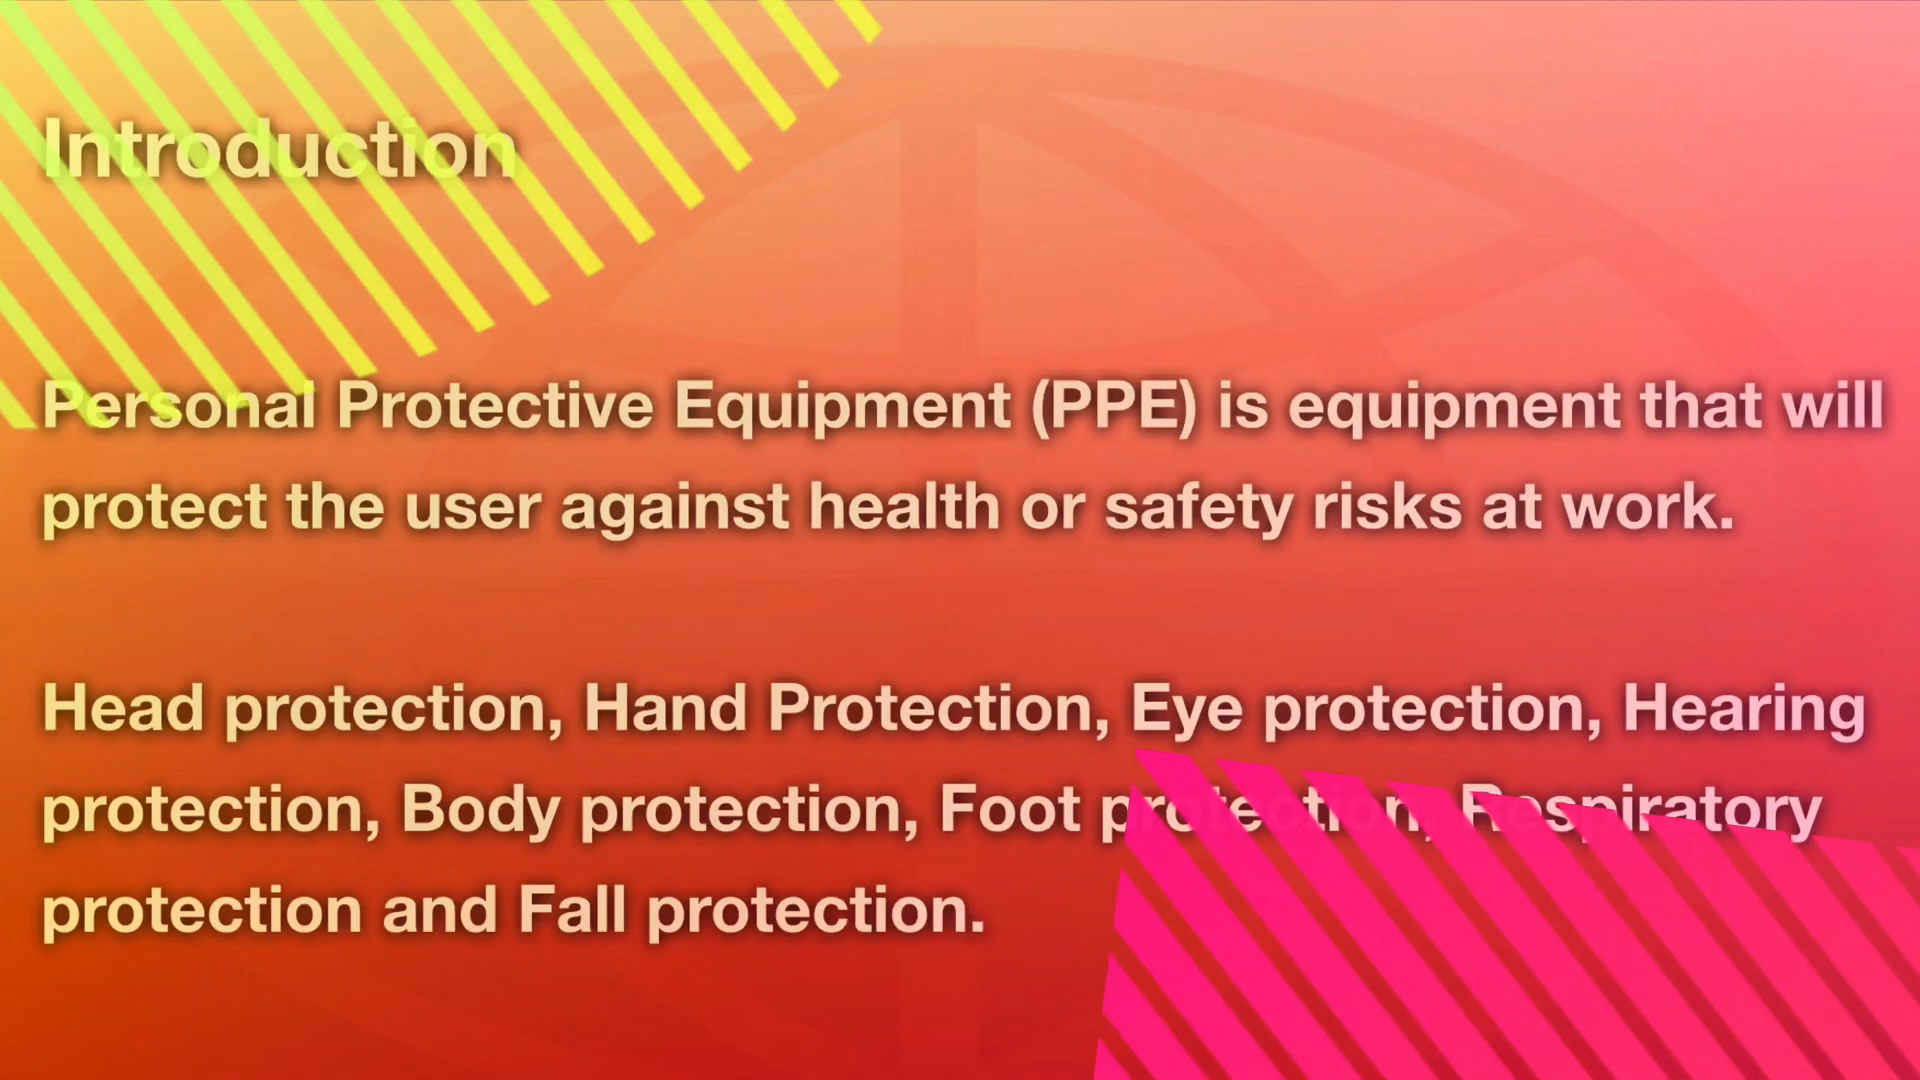 Introduction
Personal Protective Equipment (PPE) is equipment that will
protect the user against health or safety risks at work.
Head protection, Hand Protection, Eye protection, Hearing
protection, Body protection, Foot protection, Respiratory
protection and Fall protection.